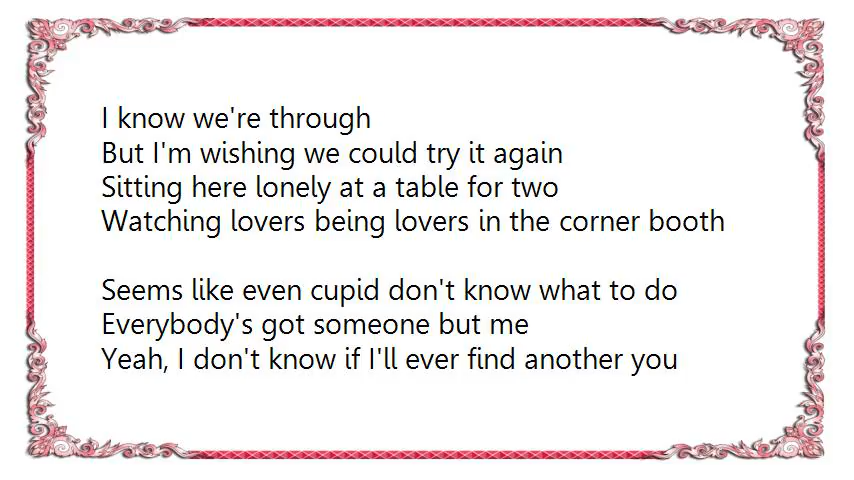 I know we're through
But I'm wishing we could try it again
Sitting here lonely at a table for two
Watching lovers being lovers in the corner booth
Seems like even cupid don't know what to do
Everybody's got someone but me
Yeah, I don't know if I'll ever find another you